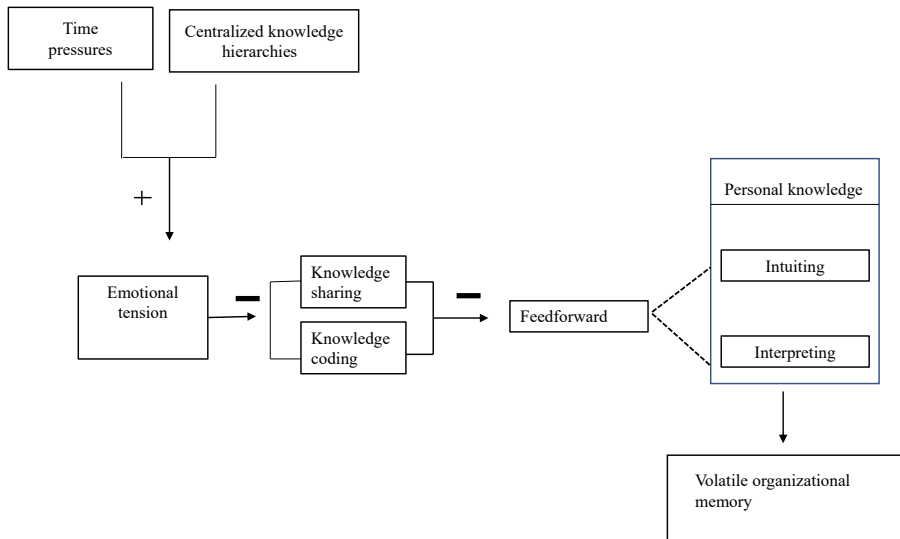 Time
pressures
Centralized knowledge
hierarchies
+
Emotional
tension
−
Knowledge
sharing
Knowledge
coding
−
Feedforward
Personal knowledge
Intuiting
Interpreting
Volatile organizational
memory